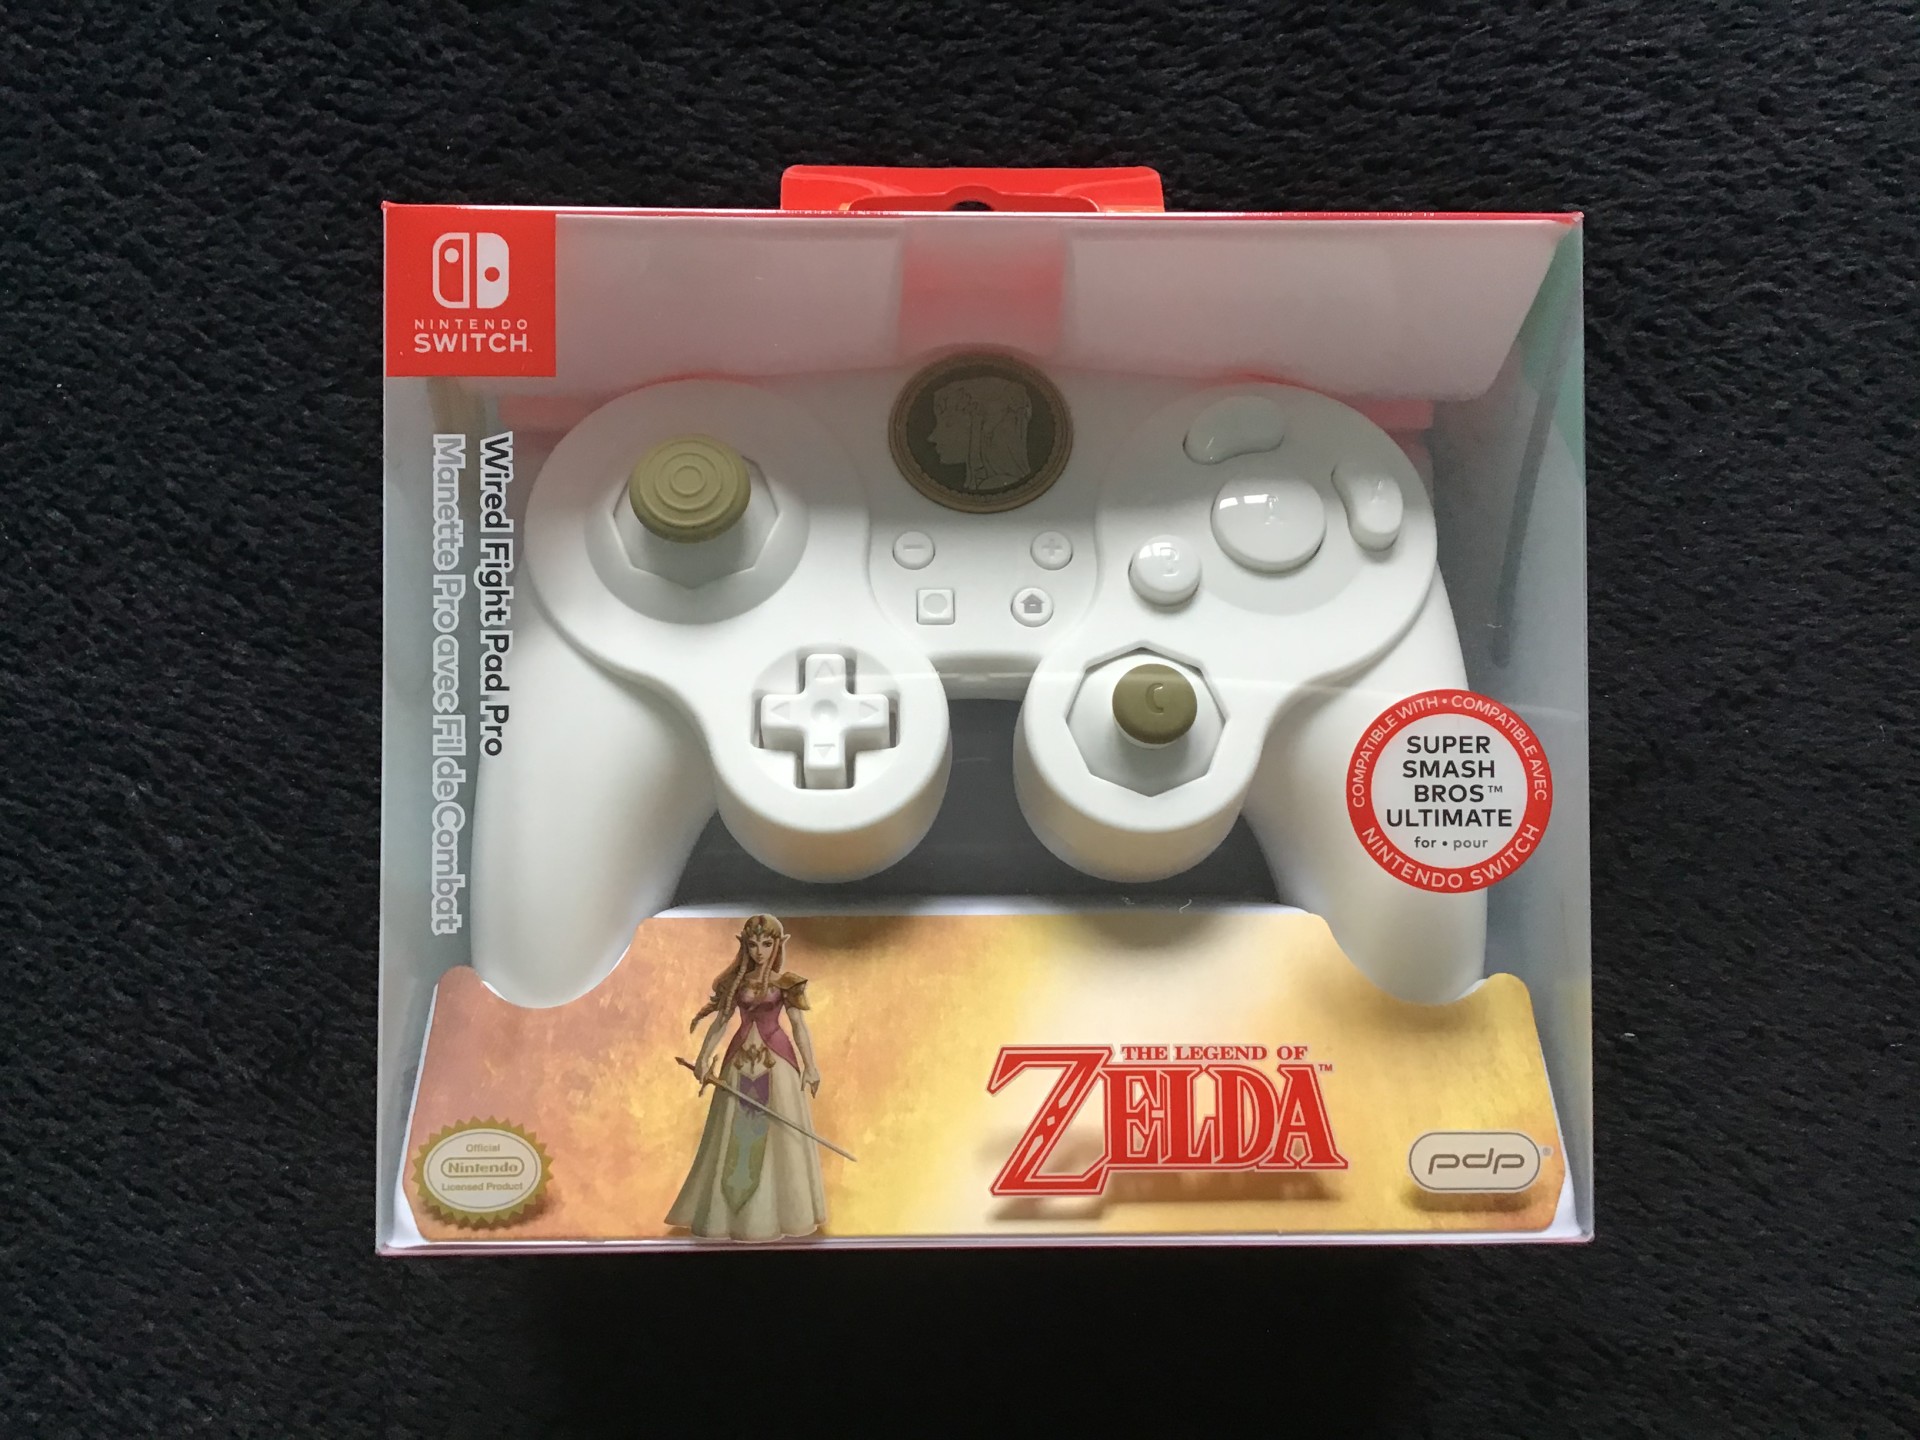 NINTENDO
SWITCH™
Wired Fight Pad Pro
Manette Pro avec Fil de Combat
A
B
C
COMPATIBLE WITH • COMPATIBLE AVEC
SUPER
SMASH
BROS™
ULTIMATE
for • pour
NINTENDO SWITCH
THE LEGEND OF
ZELDA™
Official
Nintendo
Licensed Product
pdp®